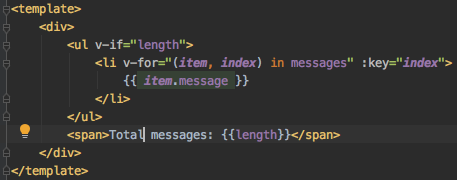 <template>
<div>
<ul v-if="length">
<li v-for="(item, index) in messages" :key="index">
{{ item.message }}
</li>
</ul>
<span>Total messages: {{length}}</span>
</div>
</template>